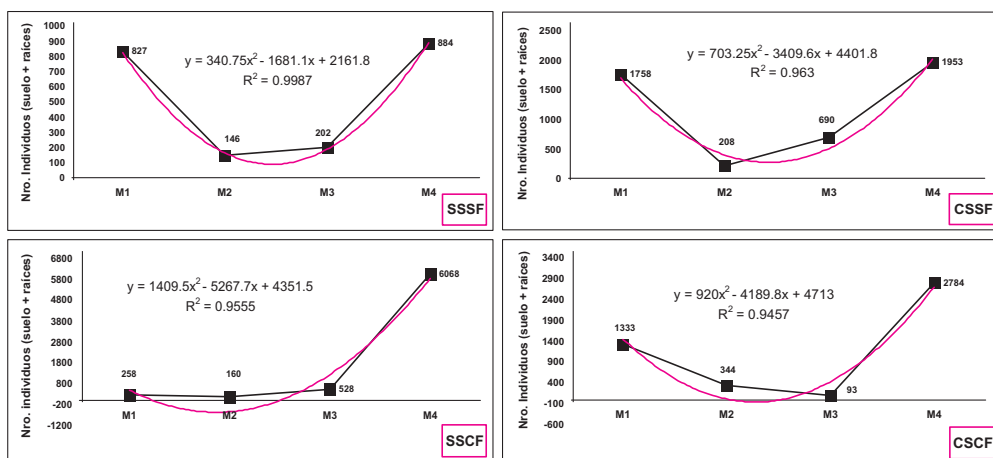 Nro. Individuos (suelo + raíces)
1000
900
800
700
600
500
400
300
200
100
0
827
146
202
884
y = 340.75x² - 1681.1x + 2161.8
R² = 0.9987
M1 M2 M3 M4
SSSF
Nro. Individuos (suelo + raíces)
2500
2000
1500
1000
500
0
1758
208
690
1953
y = 703.25x² - 3409.6x + 4401.8
R² = 0.963
M1 M2 M3 M4
CSSF
Nro. individuos (suelo + raíces)
6800
5800
4800
3800
2800
1800
800
-200
-1200
258
160
528
6068
y = 1409.5x² - 5267.7x + 4351.5
R² = 0.9555
M1 M2 M3 M4
SSCF
Nro. Individuos (suelo + raíces)
3400
2900
2400
1900
1400
900
400
-100
-600
1333
344
93
2784
y = 920x² - 4189.8x + 4713
R² = 0.9457
M1 M2 M3 M4
CSCF